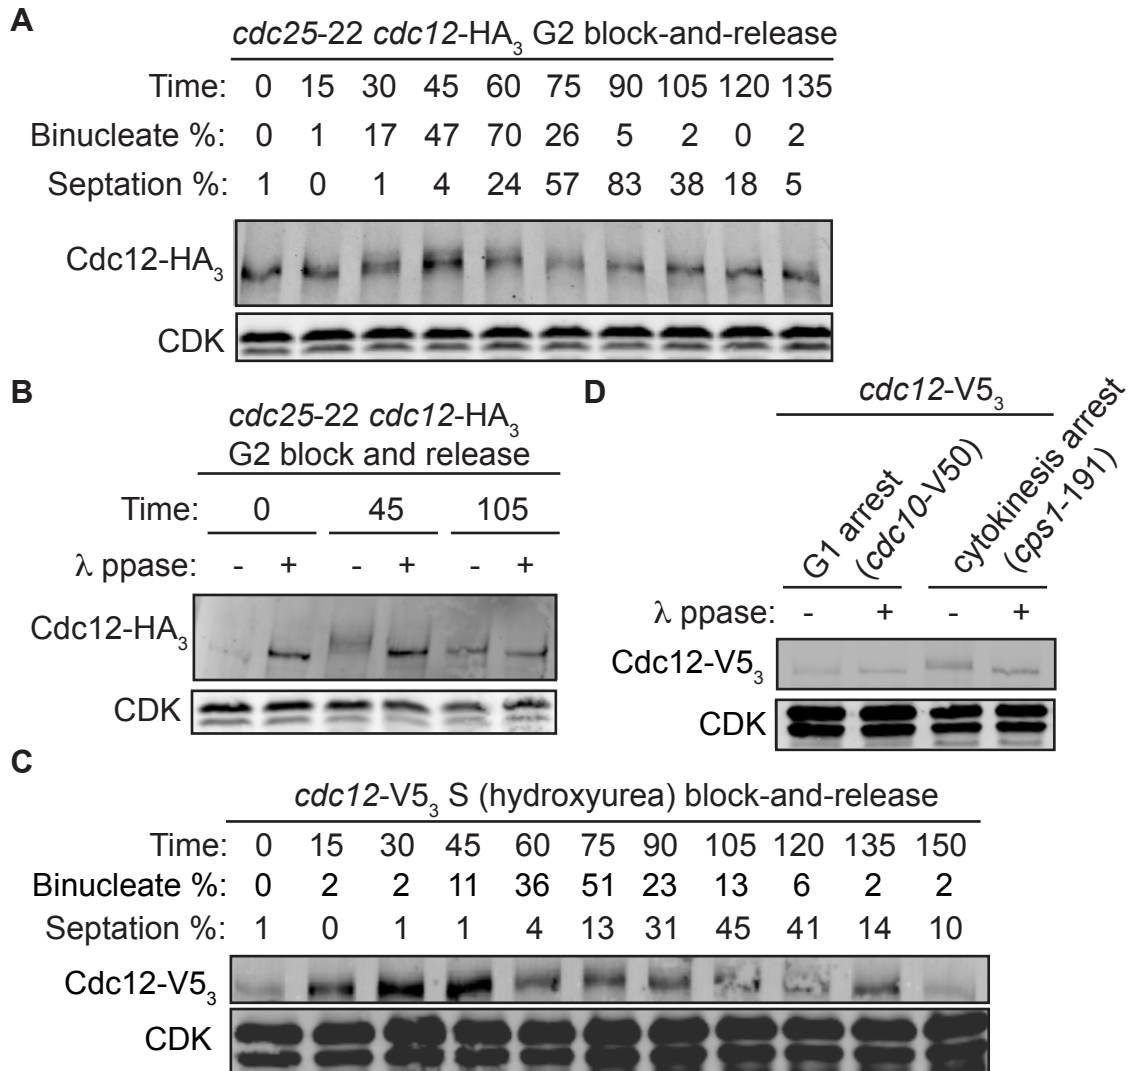 A
cdc25-22 cdc12-HA3 G2 block-and-release
Time: 0 15 30 45 60 75 90 105 120 135
Binucleate %: 0 1 17 47 70 26 5 2 0 2
Septation %: 1 0 1 4 24 57 83 38 18 5
Cdc12-HA3
CDK
B
cdc25-22 cdc12-HA3
G2 block and release
Time: 0 45 105
λ ppase: - + - + - +
Cdc12-HA3
CDK
D
cdc12-V53
G1 arrest
(cdc10-V50)
cytokinesis arrest
(cps1-191)
λ ppase: - + - +
Cdc12-V53
CDK
C
cdc12-V53 S (hydroxyurea) block-and-release
Time: 0 15 30 45 60 75 90 105 120 135 150
Binucleate %: 0 2 2 11 36 51 23 13 6 2 2
Septation %: 1 0 1 1 4 13 31 45 41 14 10
Cdc12-V53
CDK